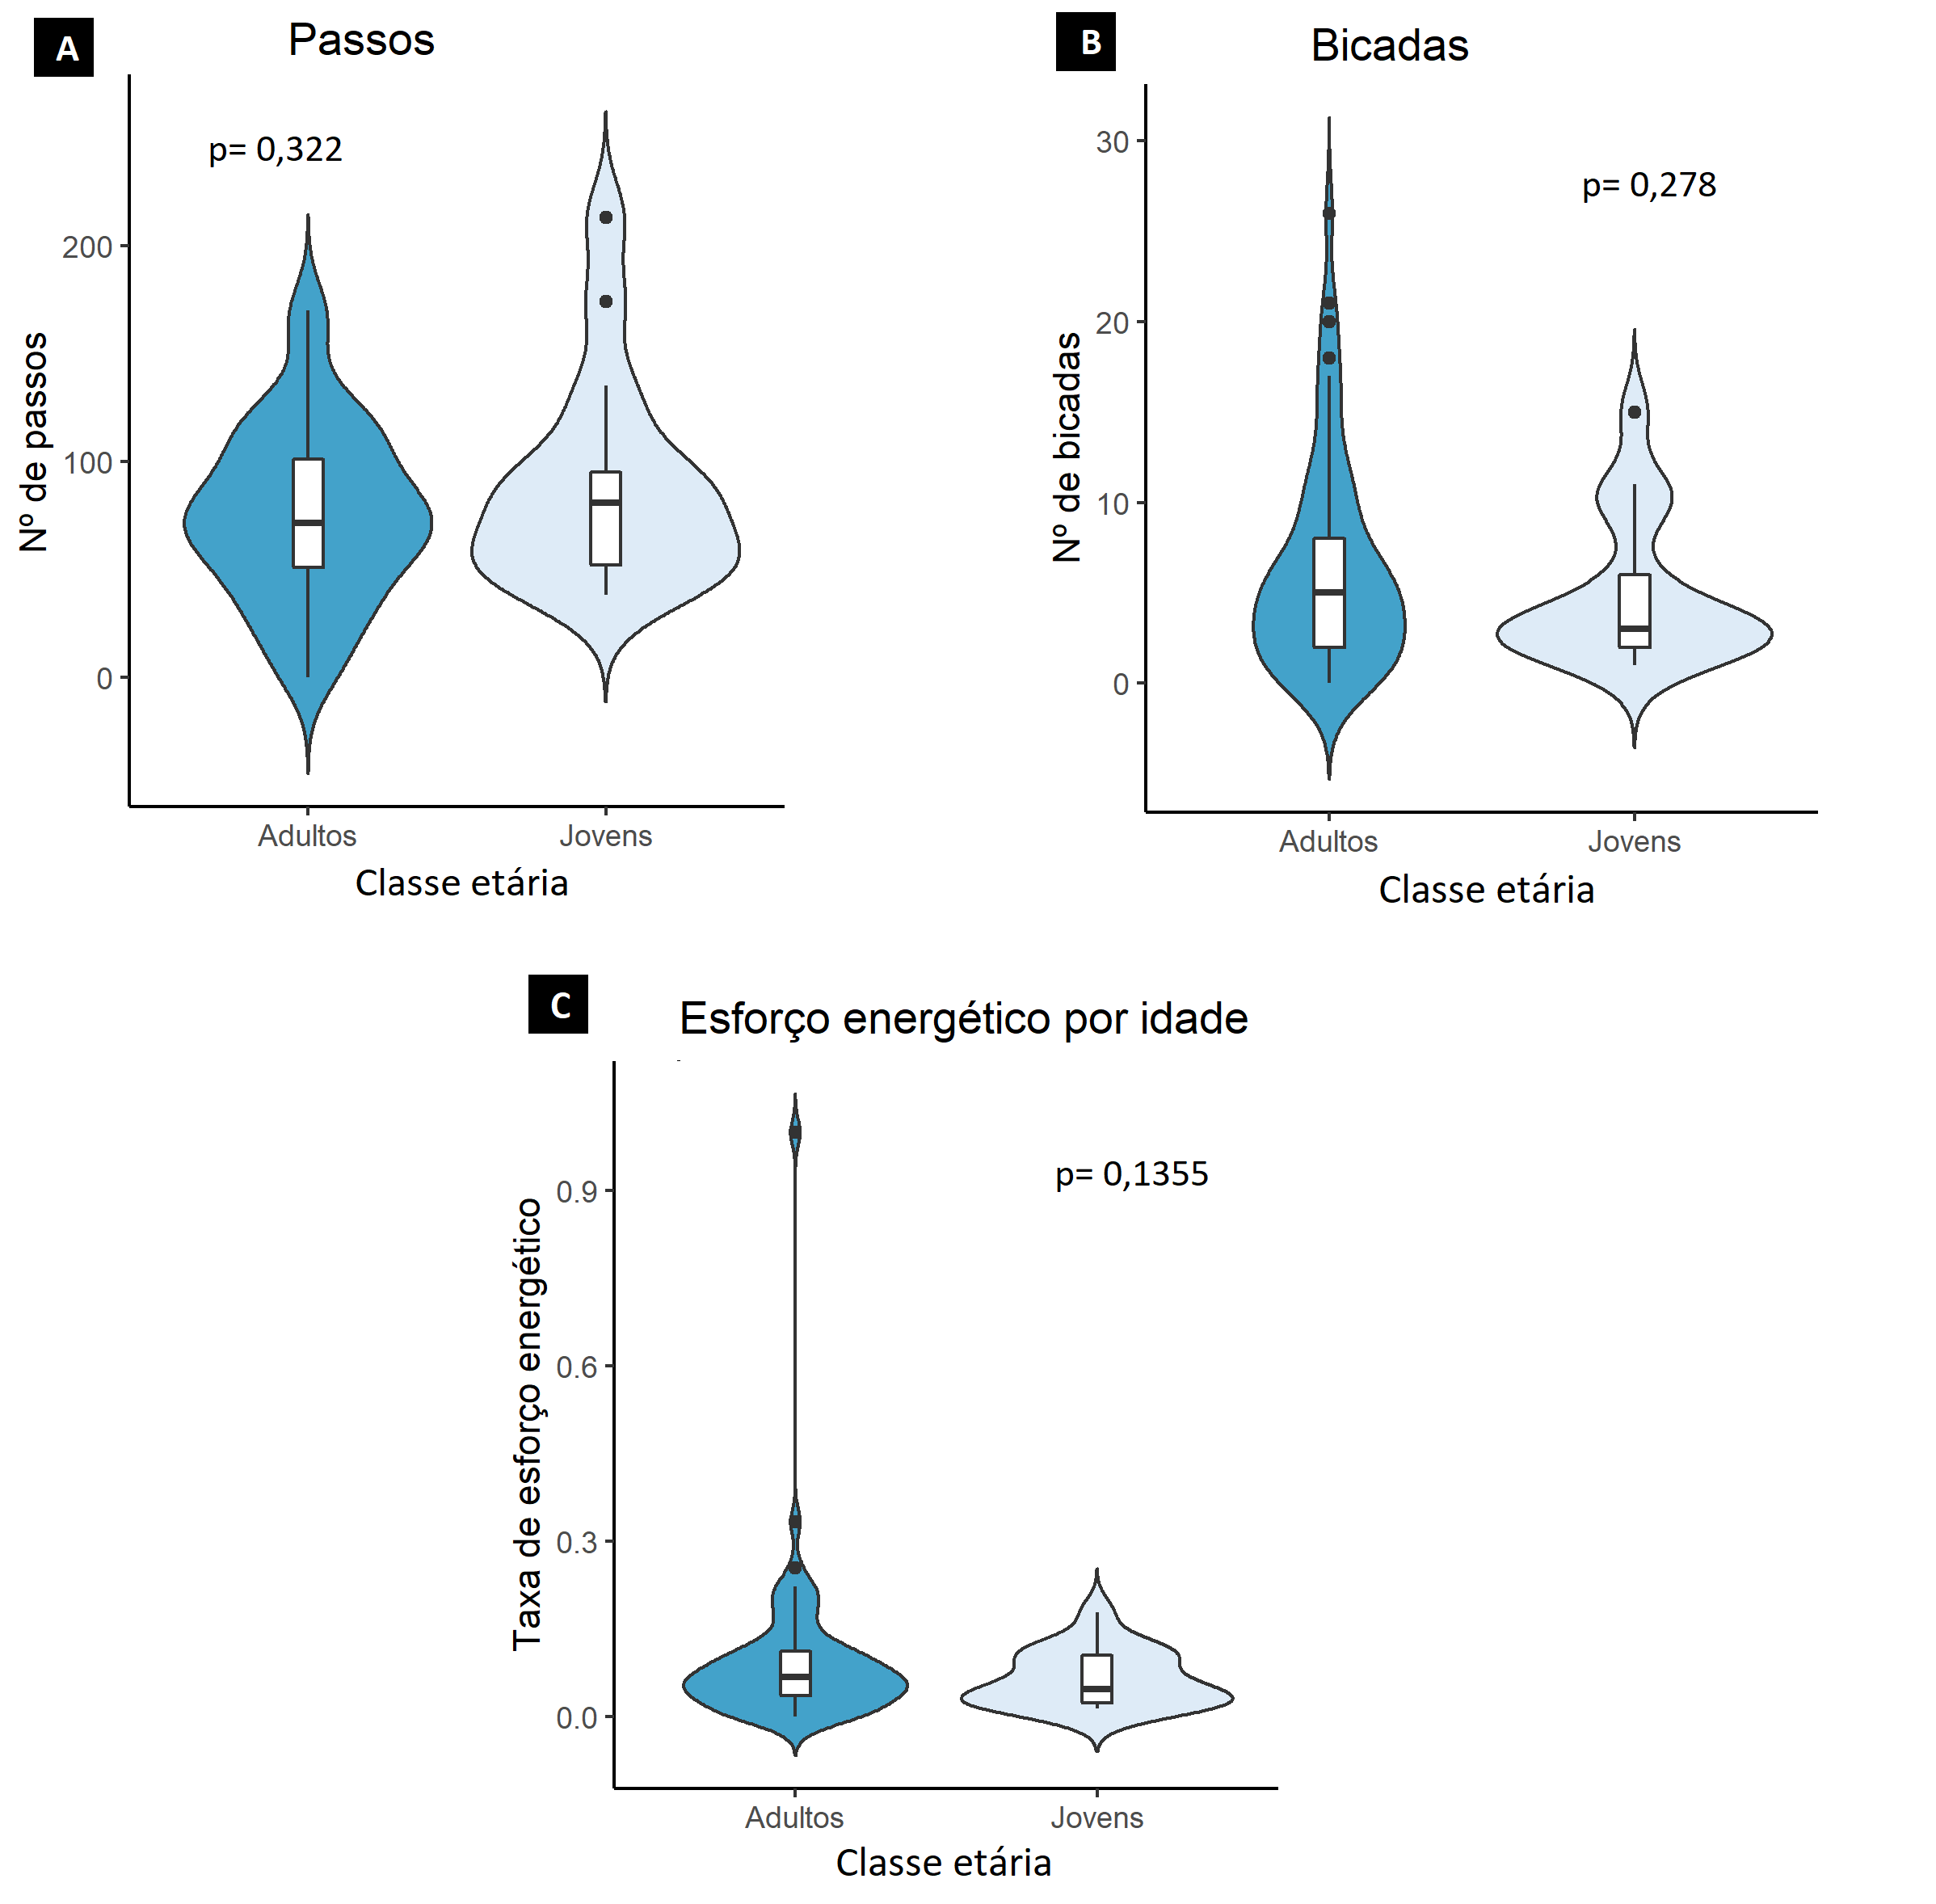 A
Passos
p= 0,322
Nº de passos
200
100
0
Adultos
Jovens
Classe etária
B
Bicadas
p= 0,278
Nº de bicadas
30
20
10
0
Adultos
Jovens
Classe etária
C
Esforço energético por idade
p= 0,1355
Taxa de esforço energético
0.9
0.6
0.3
0.0
Adultos
Jovens
Classe etária